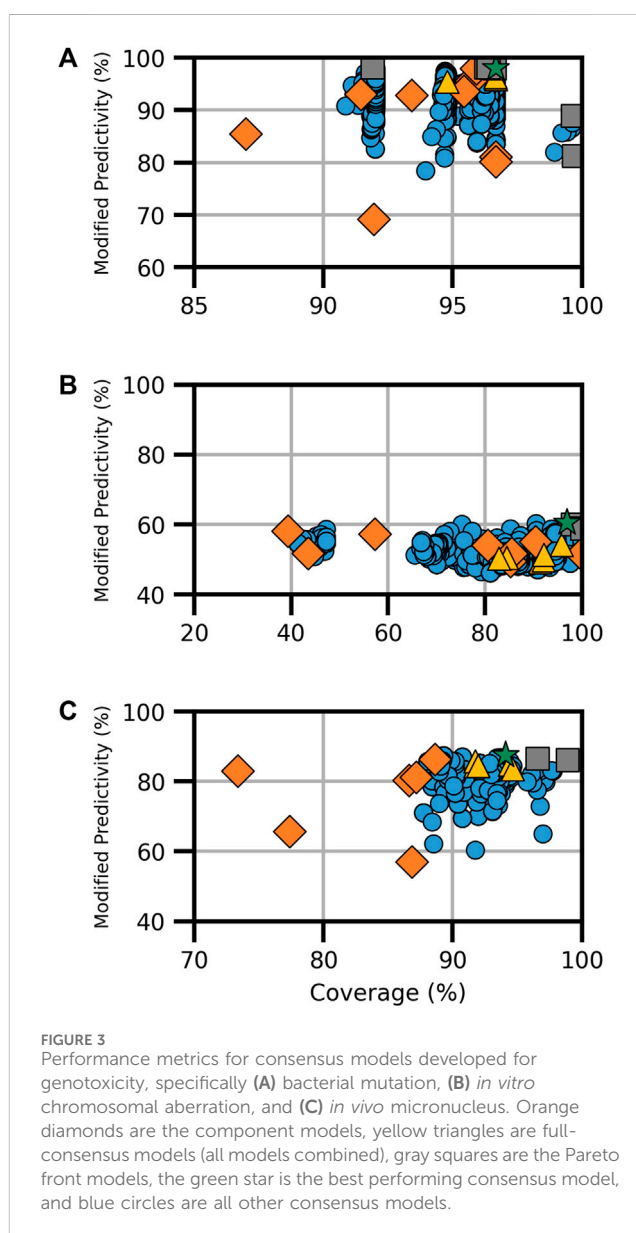 A
Modified Predictivity (%)
100
90
80
70
60
85 90 95 100
B
Modified Predictivity (%)
100
80
60
40
20 40 60 80 100
C
Modified Predictivity (%)
100
80
60
40
70 80 90 100
Coverage (%)
FIGURE 3
Performance metrics for consensus models developed for
genotoxicity, specifically (A) bacterial mutation, (B) in vitro
chromosomal aberration, and (C) in vivo micronucleus. Orange
diamonds are the component models, yellow triangles are full-
consensus models (all models combined), gray squares are the Pareto
front models, the green star is the best performing consensus model,
and blue circles are all other consensus models.